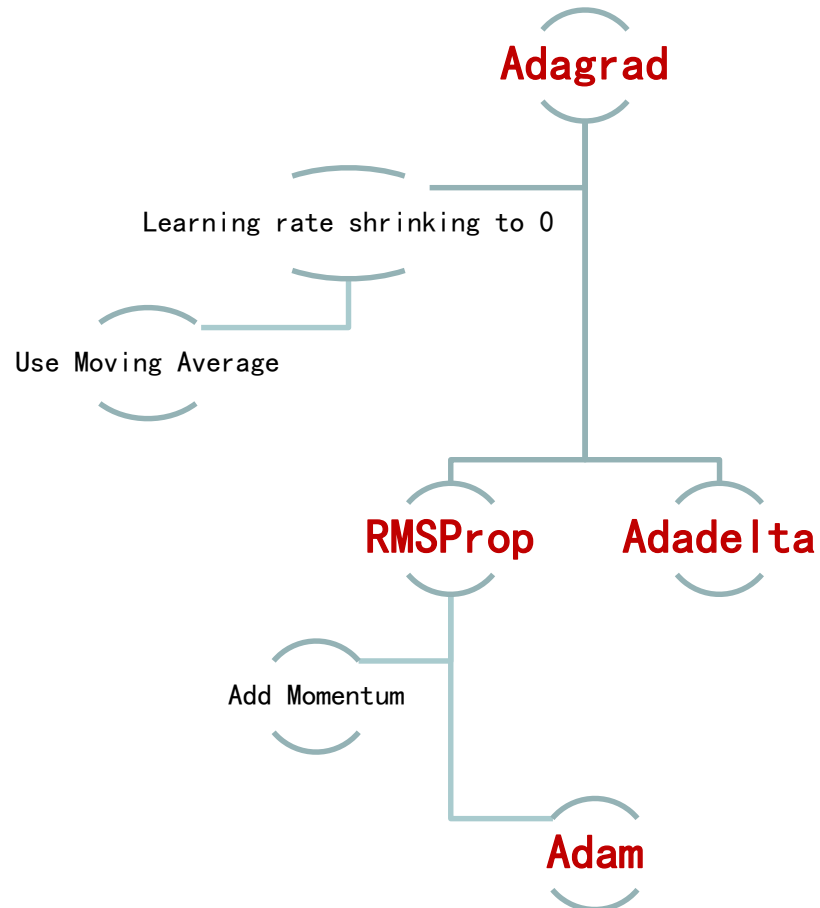 Adagrad
Learning rate shrinking to 0
Use Moving Average
RMSProp
Adadelta
Add Momentum
Adam